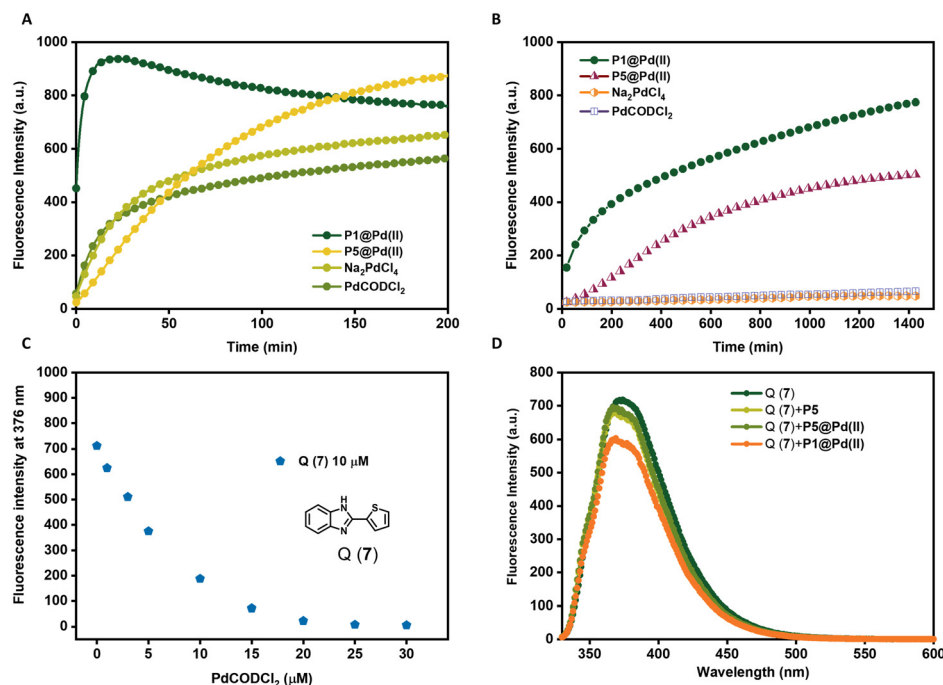 A
Fluorescence Intensity (a.u.)
1000
800
600
400
200
0
P1@Pd(II)
P5@Pd(II)
Na₂PdCl₄
PdCODCl₂
0 50 100 150 200
Time (min)
B
Fluorescence Intensity (a.u.)
1000
800
600
400
200
0
P1@Pd(II)
P5@Pd(II)
Na₂PdCl₄
PdCODCl₂
0 200 400 600 800 1000 1200 1400
Time (min)
C
Fluorescence intensity at 376 nm
1000
900
800
700
600
500
400
300
200
100
0
Q (7) 10 μM
H
N
S
N
Q (7)
0 5 5 10 15 20 25 30
PdCODCl₂ (μM)
D
Fluorescence Intensity (a.u.)
800
700
600
500
400
300
200
100
0
Q (7)
Q (7)+P5
Q (7)+P5@Pd(II)
Q (7)+P1@Pd(II)
350 400 450 500 550 600
Wavelength (nm)